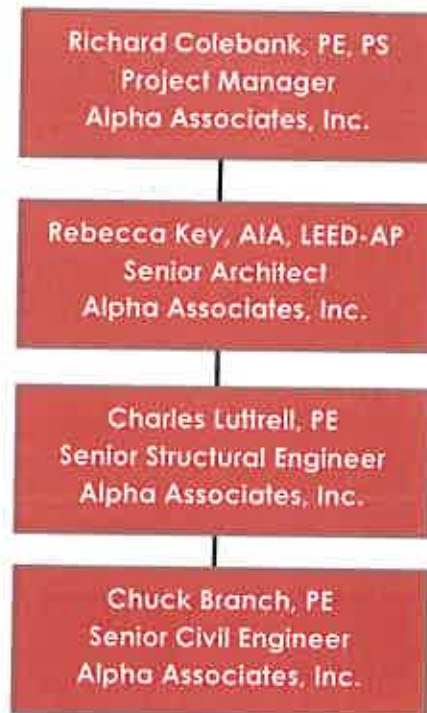 Richard Colebank, PE, PS
Project Manager
Alpha Associates, Inc.
Rebecca Key, AIA, LEED-AP
Senior Architect
Alpha Associates, Inc.
Charles Luttrell, PE
Senior Structural Engineer
Alpha Associates, Inc.
Chuck Branch, PE
Senior Civil Engineer
Alpha Associates, Inc.